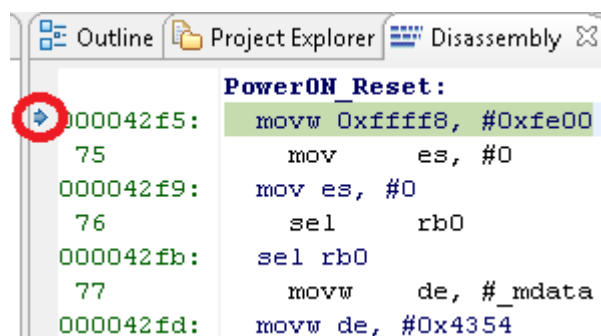 Outline Project Explorer Disassembly
PowerON_Reset:
000042f5: movw 0xffff8, #0xfe00
75 mov es, #0
000042f9: mov es, #0
76 sel rb0
000042fb: sel rb0
77 movw de, #_mdata
000042fd: movw de, #0x4354